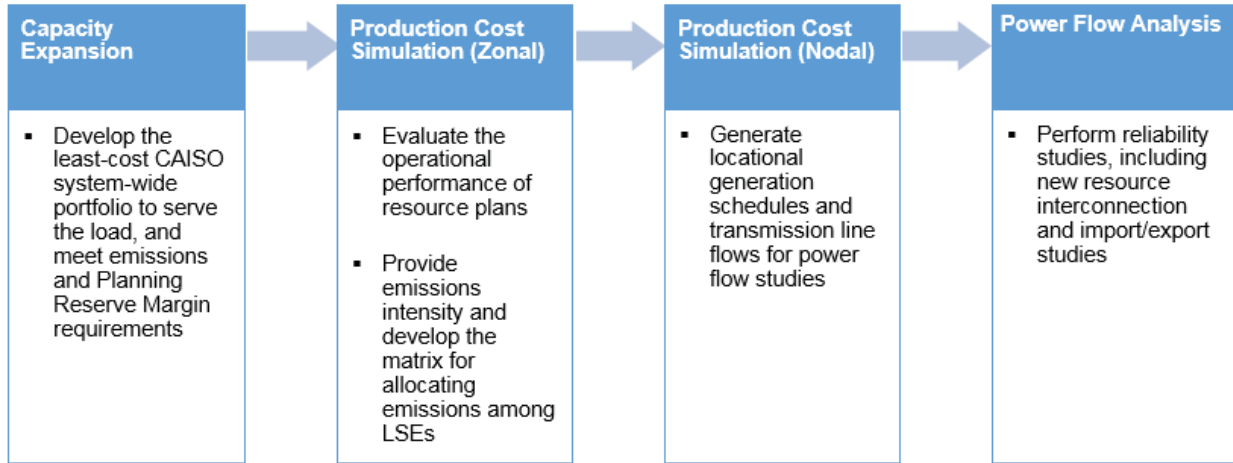 Capacity
Expansion
▪ Develop the
least-cost CAISO
system-wide
portfolio to serve
the load, and
meet emissions
and Planning
Reserve Margin
requirements
Production Cost
Simulation (Zonal)
▪ Evaluate the
operational
performance of
resource plans
▪ Provide
emissions
intensity and
develop the
matrix for
allocating
emissions among
LSEs
Production Cost
Simulation (Nodal)
▪ Generate
locational
generation
schedules and
transmission line
flows for power
flow studies
Power Flow Analysis
▪ Perform reliability
studies, including
new resource
interconnection
and import/export
studies